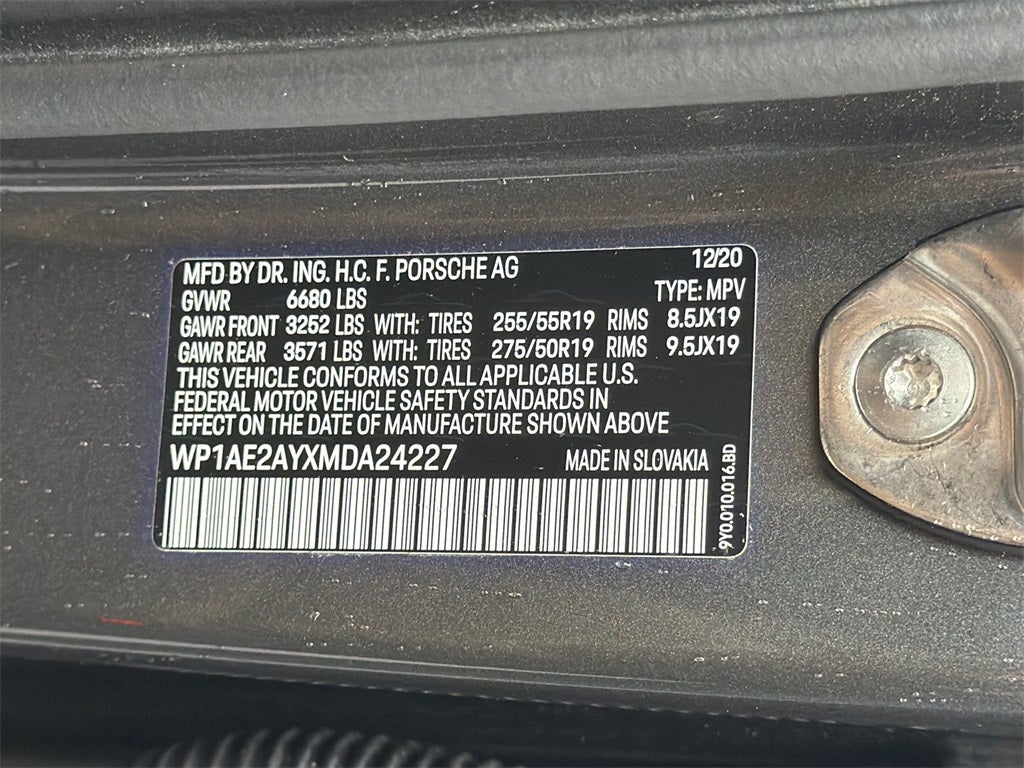 MFD BY DR. ING. H.C. F. PORSCHE AG 12/20
GVWR 6680 LBS TYPE: MPV
GAWR FRONT 3252 LBS WITH: TIRES 255/55R19 RIMS 8.5JX19
GAWR REAR 3571 LBS WITH: TIRES 275/50R19 RIMS 9.5JX19
THIS VEHICLE CONFORMS TO ALL APPLICABLE U.S.
FEDERAL MOTOR VEHICLE SAFETY STANDARDS IN
EFFECT ON THE DATE OF MANUFACTURE SHOWN ABOVE
WP1AE2AYXMDA24227 MADE IN SLOVAKIA
9Y0.010.016.BD